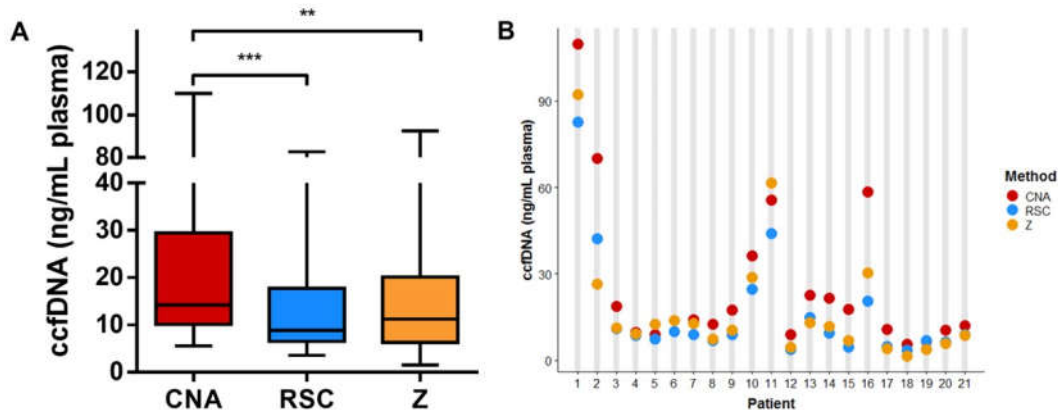 A
ccfDNA (ng/mL plasma)
120
100
80
40
30
20
10
0
***
**
CNA RSC Z
B
ccfDNA (ng/mL plasma)
90
60
30
0
1 2 3 4 5 6 7 8 9 10 11 12 13 14 15 16 17 18 19 20 21
Patient
Method
CNA
RSC
Z